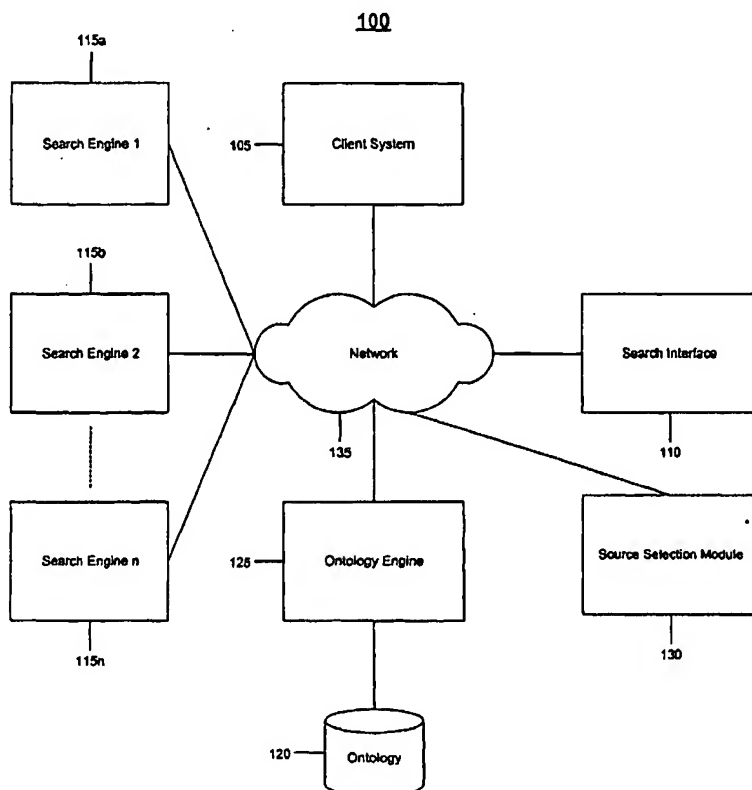 100
115a
Search Engine 1
105
Client System
115b
Search Engine 2
Network
Search Interface
135
110
Search Engine n
125
Ontology Engine
Source Selection Module
115n
130
120
Ontology